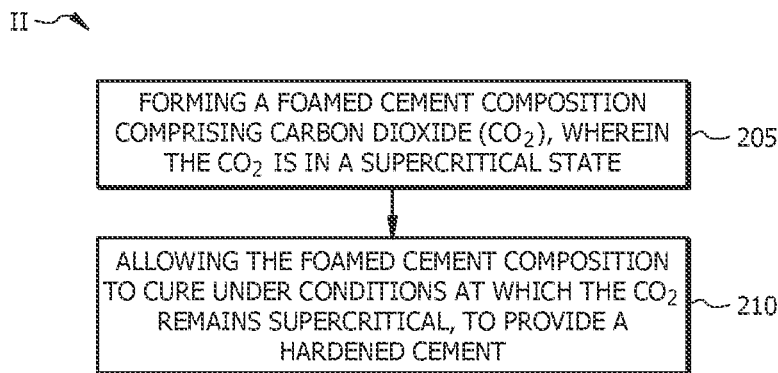 II
FORMING A FOAMED CEMENT COMPOSITION
COMPRISING CARBON DIOXIDE (CO₂), WHEREIN
THE CO₂ IS IN A SUPERCRITICAL STATE
205
ALLOWING THE FOAMED CEMENT COMPOSITION
TO CURE UNDER CONDITIONS AT WHICH THE CO₂
REMAINS SUPERCRITICAL, TO PROVIDE A
HARDENED CEMENT
210